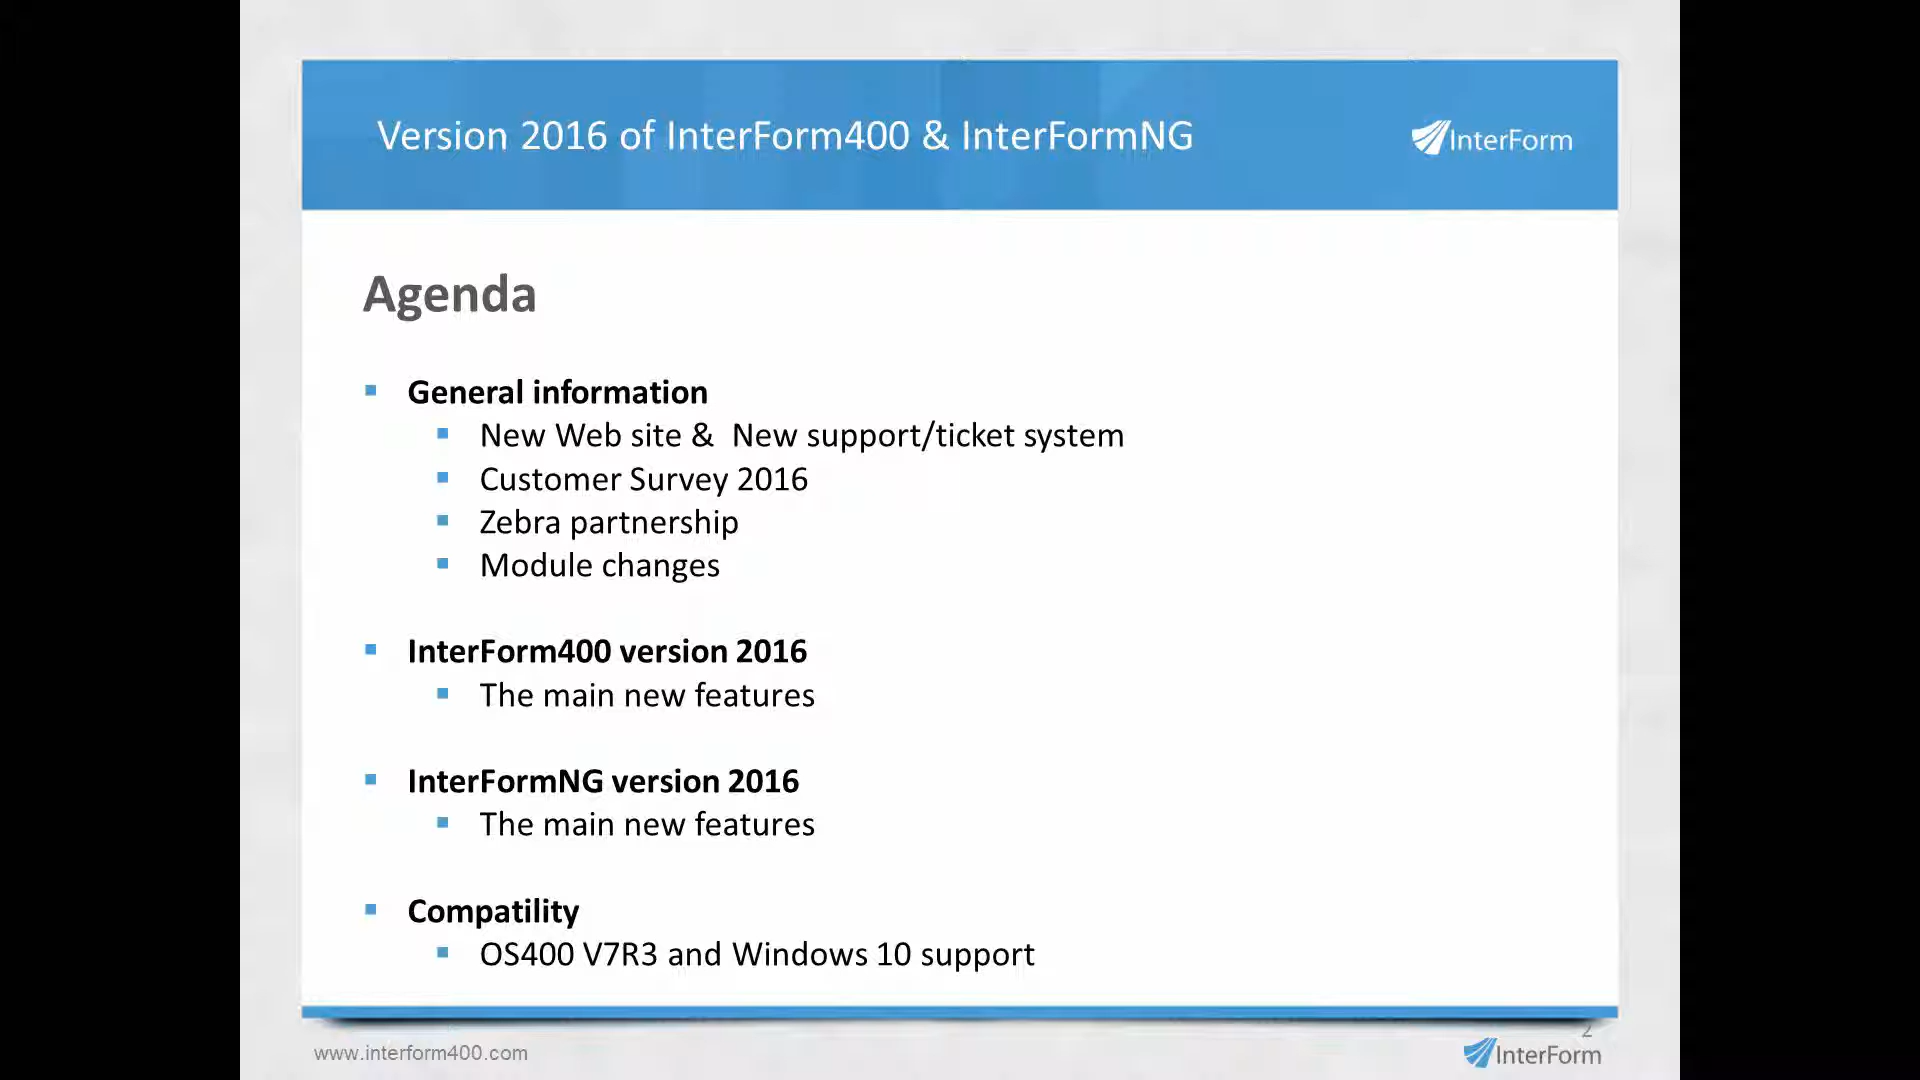 Version 2016 of InterForm400 & InterFormNG
InterForm
Agenda
General information
New Web site & New support/ticket system
Customer Survey 2016
Zebra partnership
Module changes
InterForm400 version 2016
The main new features
InterFormNG version 2016
The main new features
Compatility
OS400 V7R3 and Windows 10 support
2
www.interform400.com
InterForm